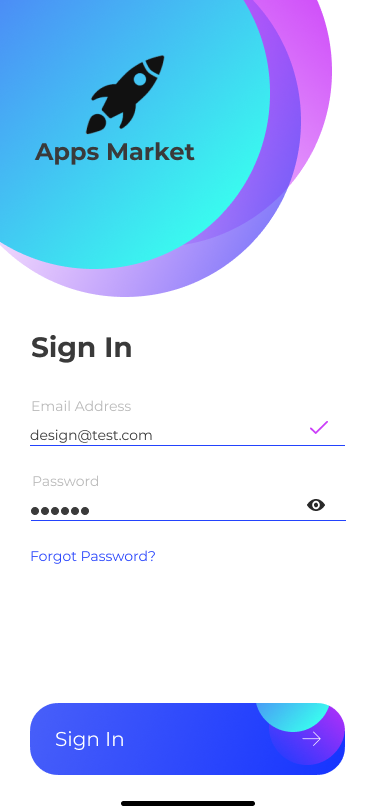 Apps Market
Sign In
Email Address
design@test.com
Password
●●●●●●
Forgot Password?
Sign In